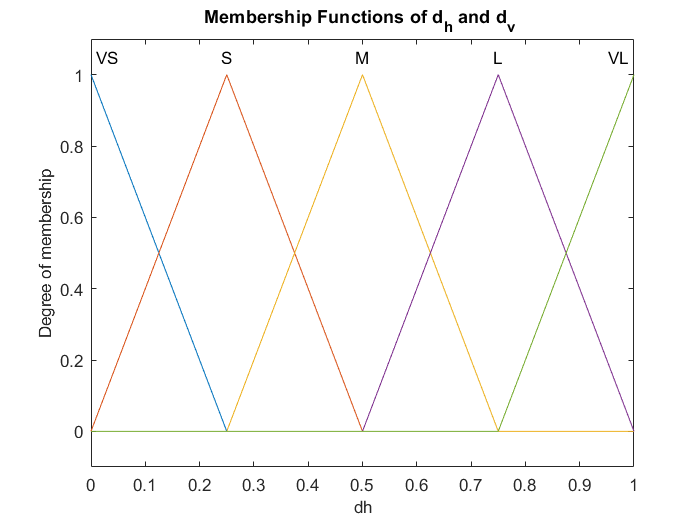 Membership Functions of d_h and d_v
VS S M L VL
1
0.8
0.6
0.4
0.2
0
Degree of membership
0 0.1 0.2 0.3 0.4 0.5 0.6 0.7 0.8 0.9 1
dh